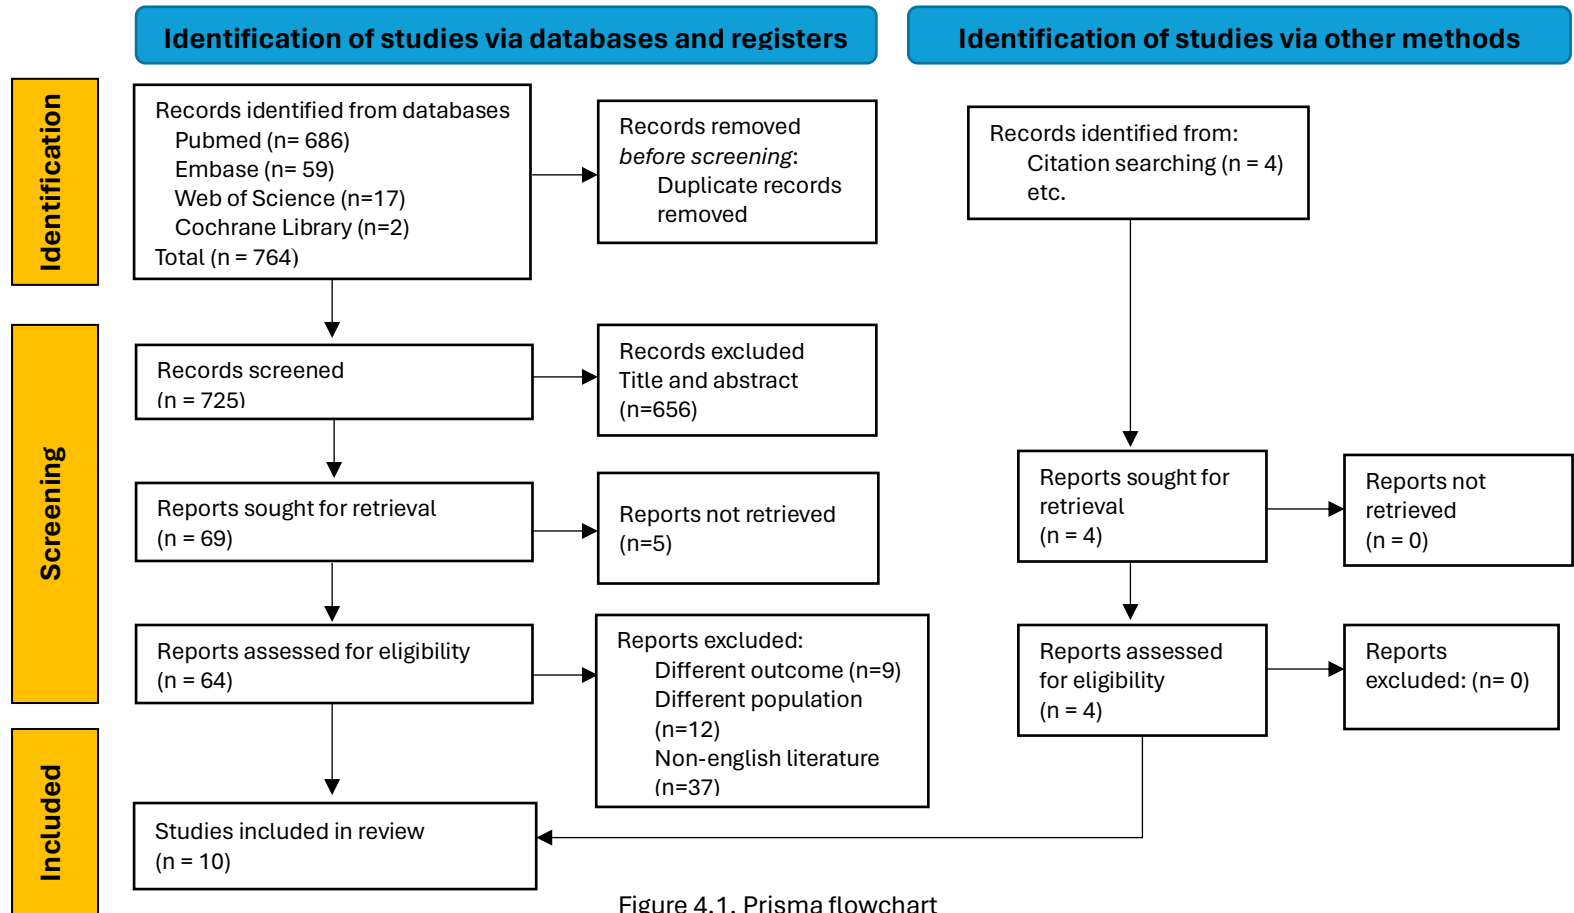 Identification of studies via databases and registers
Identification of studies via other methods
Identification
Records identified from databases
Pubmed (n= 686)
Embase (n= 59)
Web of Science (n=17)
Cochrane Library (n=2)
Total (n = 764)
Records removed
before screening:
Duplicate records
removed
Records identified from:
Citation searching (n = 4)
etc.
Screening
Records screened
(n = 725)
Records excluded
Title and abstract
(n=656)
Reports sought for retrieval
(n = 69)
Reports not retrieved
(n=5)
Reports sought for
retrieval
(n = 4)
Reports not
retrieved
(n = 0)
Reports assessed for eligibility
(n = 64)
Reports excluded:
Different outcome (n=9)
Different population
(n=12)
Non-english literature
(n=37)
Reports assessed
for eligibility
(n = 4)
Reports
excluded: (n= 0)
Included
Studies included in review
(n = 10)
Figure 4.1. Prisma flowchart